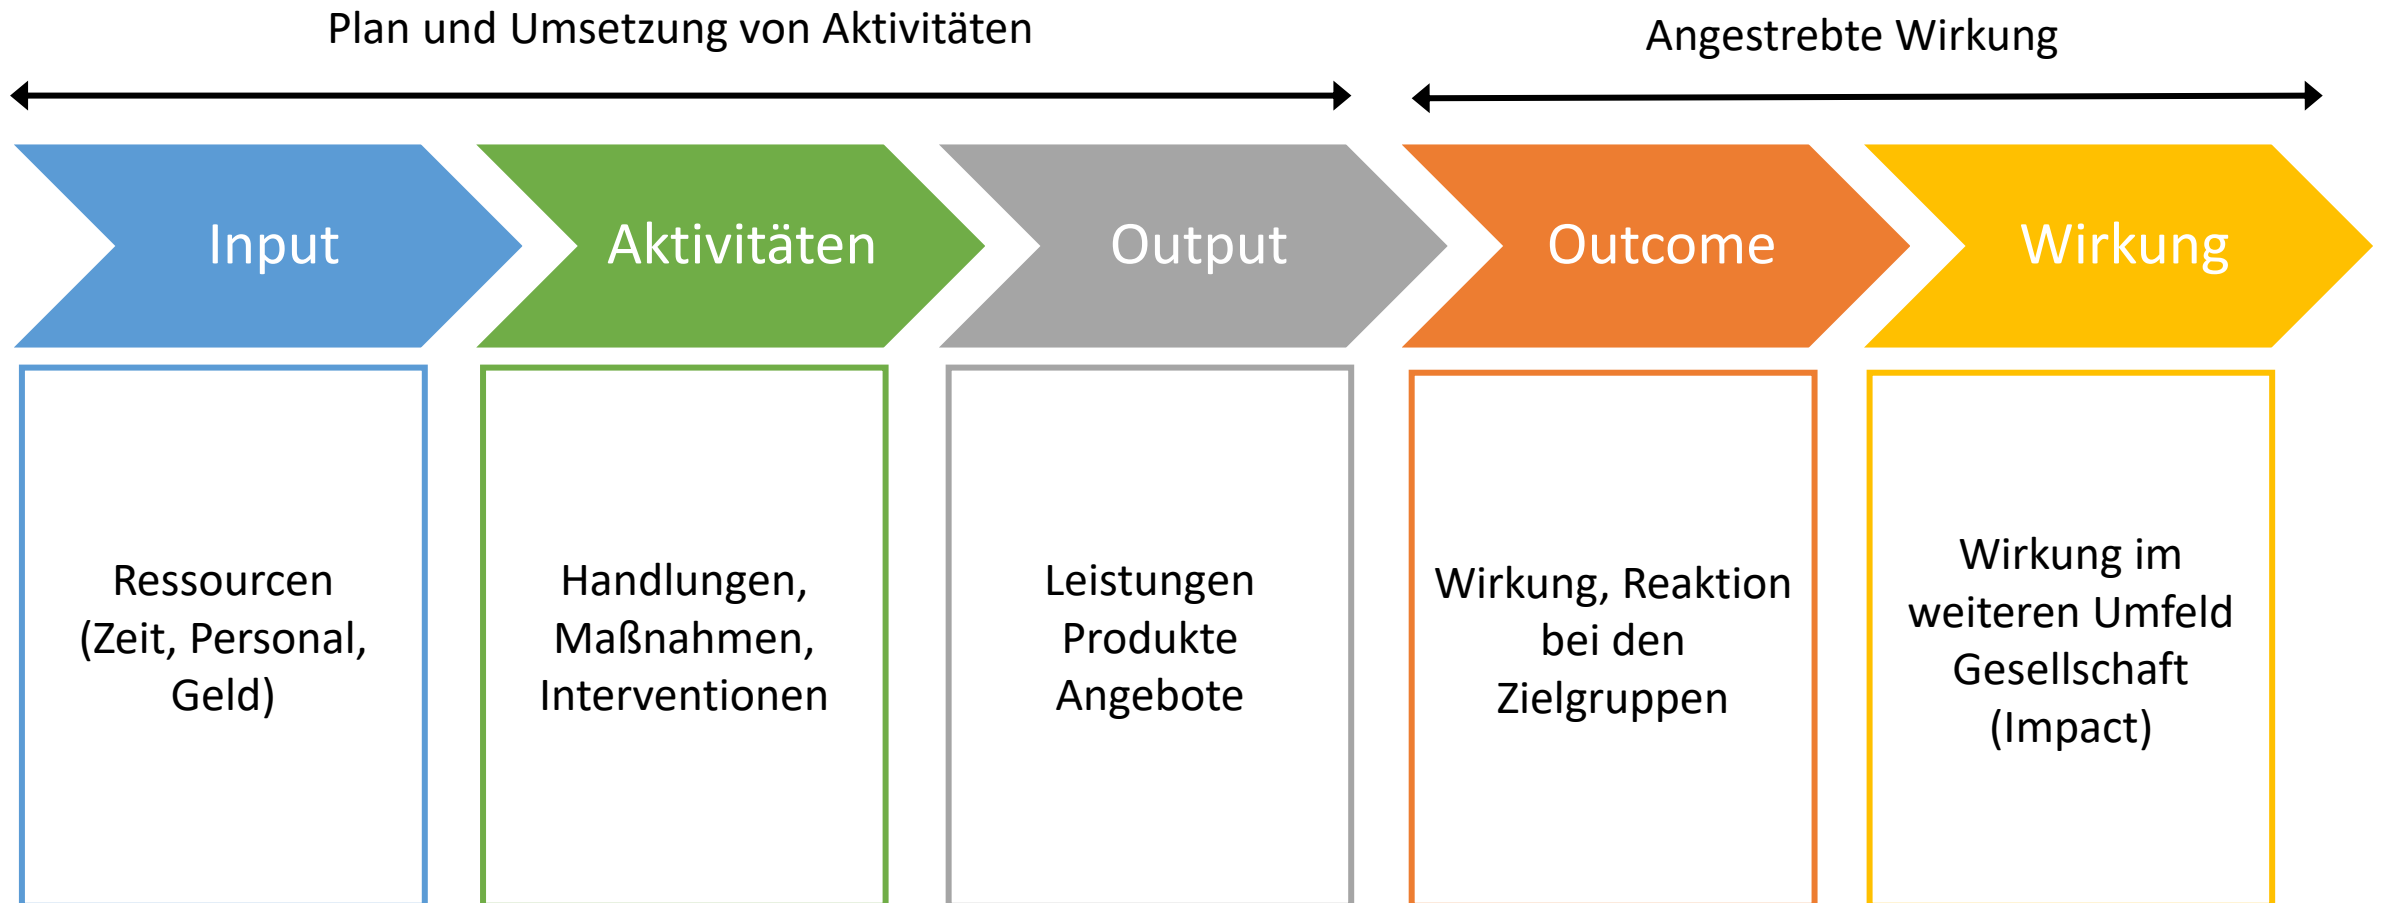 Plan und Umsetzung von Aktivitäten
Angestrebte Wirkung
Input
Aktivitäten
Output
Outcome
Wirkung
Ressourcen
(Zeit, Personal,
Geld)
Handlungen,
Maßnahmen,
Interventionen
Leistungen
Produkte
Angebote
Wirkung, Reaktion
bei den
Zielgruppen
Wirkung im
weiteren Umfeld
Gesellschaft
(Impact)